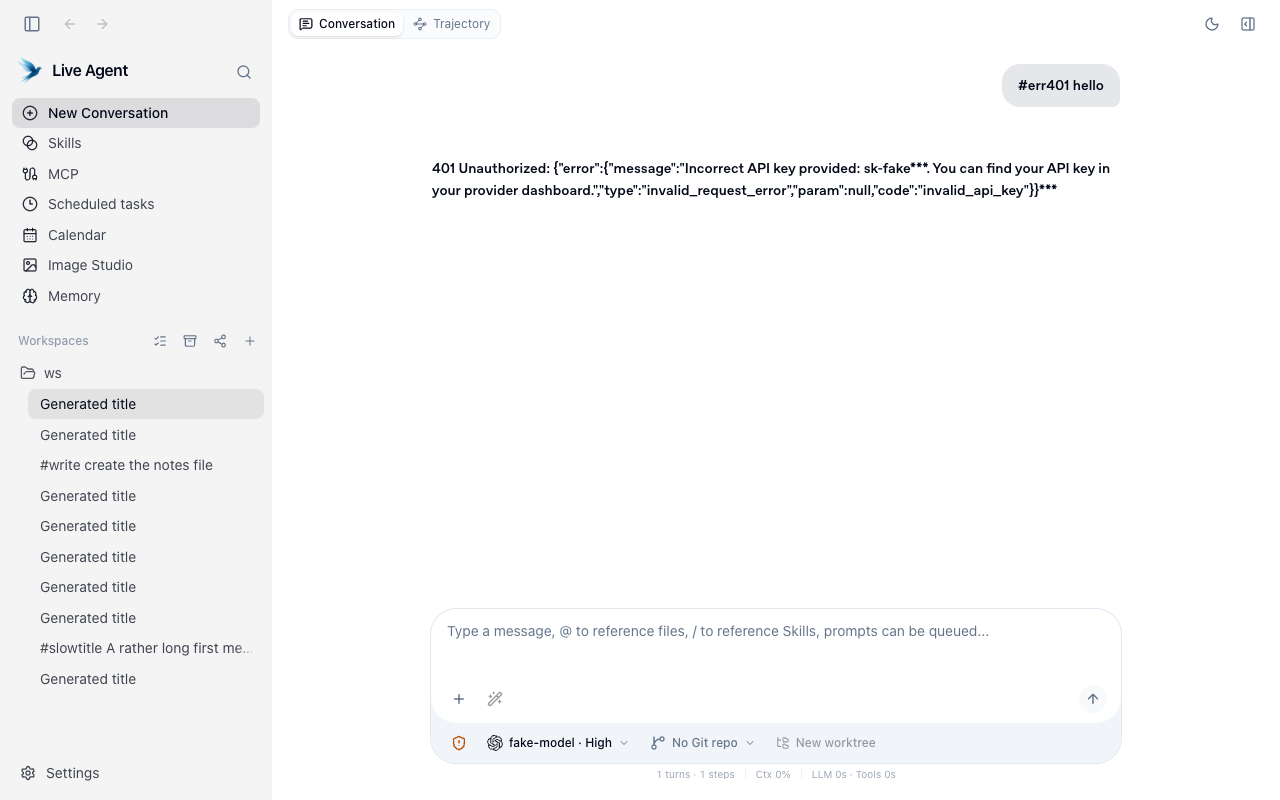 Conversation
Trajectory
Live Agent
New Conversation
Skills
MCP
Scheduled tasks
Calendar
Image Studio
Memory
Workspaces
ws
Generated title
Generated title
#write create the notes file
Generated title
Generated title
Generated title
Generated title
Generated title
#slowtitle A rather long first me...
Generated title
Settings
#err401 hello
401 Unauthorized: {"error":{"message":"Incorrect API key provided: sk-fake***. You can find your API key in
your provider dashboard.","type":"invalid_request_error","param":null,"code":"invalid_api_key"}}***
Type a message, @ to reference files, / to reference Skills, prompts can be queued...
fake-model · High
No Git repo
New worktree
1 turns · 1 steps
Ctx 0%
LLM 0s · Tools 0s